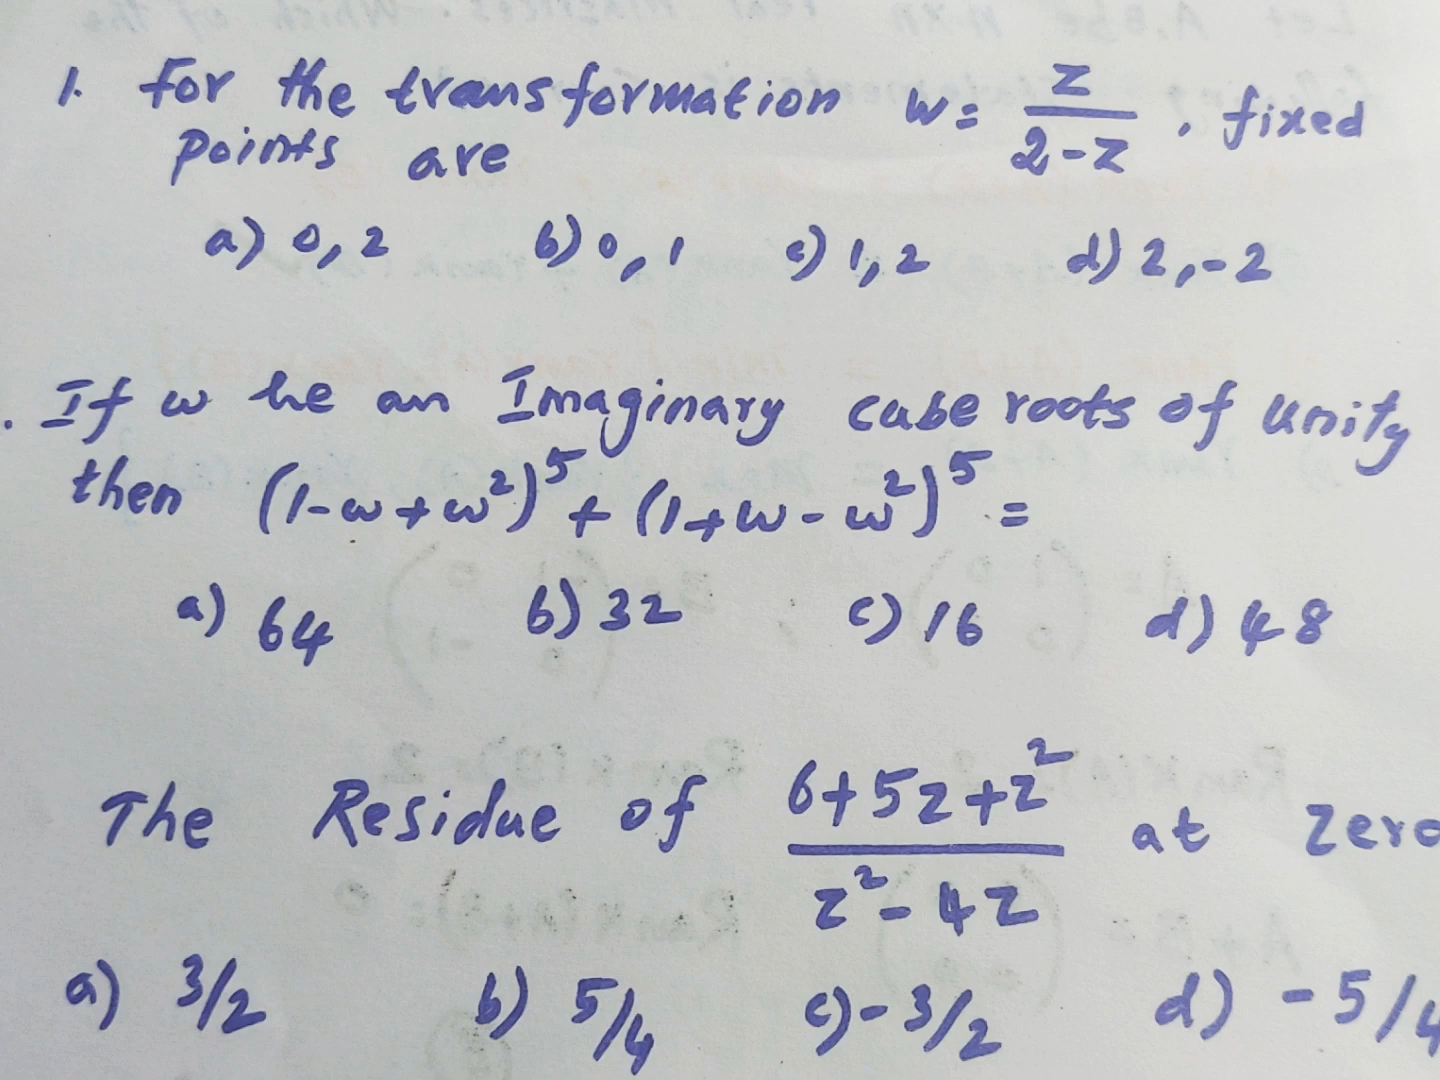 1. For the transformation w = z/(2-z), fixed
points are
a) 0, 2 b) 0, 1 c) 1, 2 d) 2, -2
. If ω be an Imaginary cube roots of unity
then (1-ω+ω²)⁵ + (1+ω-ω²)⁵ =
a) 64 b) 32 c) 16 d) 48
The Residue of (6+5z+z²)/(z²-4z) at zero
a) 3/2 b) 5/4 c) -3/2 d) -5/4